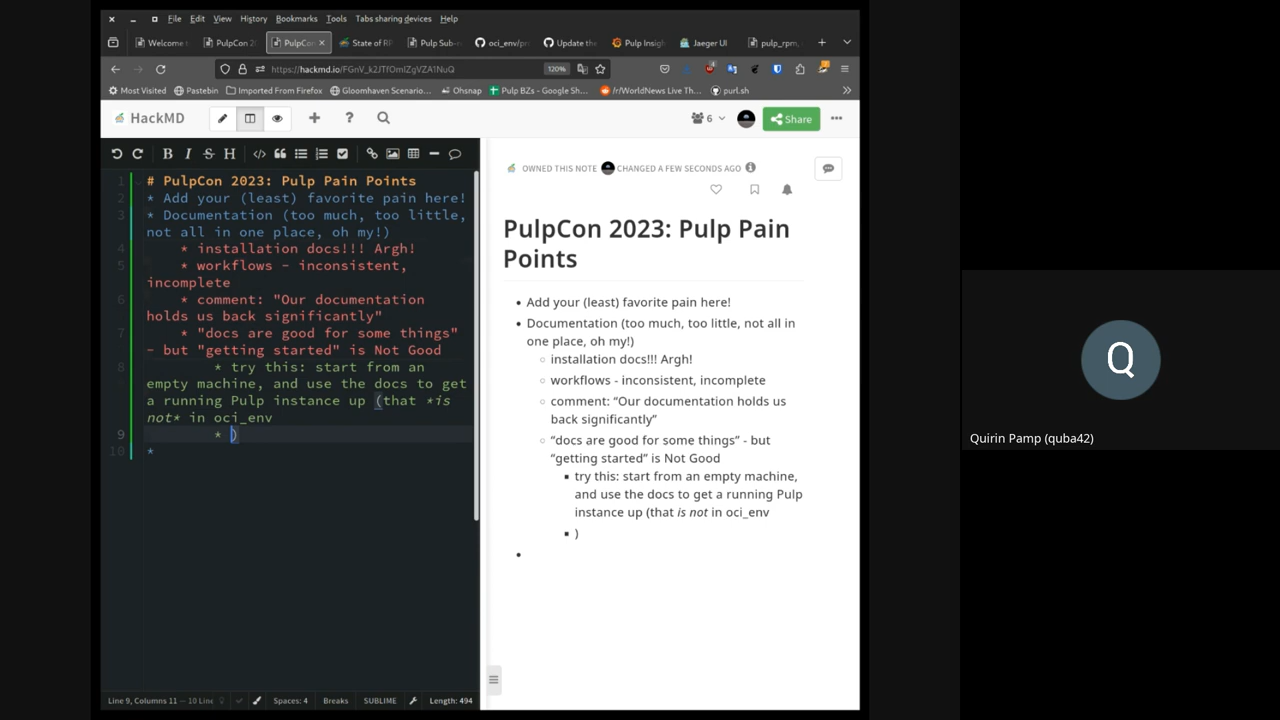 File Edit View History Bookmarks Tools Tabs sharing devices Help
Welcome PulpCon 20 PulpCon State of RP Pulp Sub-r oci_env/pr Update the Pulp Insigh Jaeger UI pulp_rpm,
https://hackmd.io/FGnV_k2JTfOmIZgVZA1NuQ 120%
Most Visited Pastebin Imported From Firefox Gloomhaven Scenario... Ohsnap Pulp BZs - Google Sh... /r/WorldNews Live Th... purl.sh
HackMD 6 Share
1 # PulpCon 2023: Pulp Pain Points
2 * Add your (least) favorite pain here!
3 * Documentation (too much, too little,
not all in one place, oh my!)
4 * installation docs!!! Argh!
5 * workflows - inconsistent,
incomplete
6 * comment: "Our documentation
holds us back significantly"
7 * "docs are good for some things"
- but "getting started" is Not Good
8 * try this: start from an
empty machine, and use the docs to get
a running Pulp instance up (that *is
not* in oci_env
9 * )
10 *
Line 9, Columns 11 — 10 Line Spaces: 4 Breaks SUBLIME Length: 494
OWNED THIS NOTE CHANGED A FEW SECONDS AGO
PulpCon 2023: Pulp Pain
Points
• Add your (least) favorite pain here!
• Documentation (too much, too little, not all in
one place, oh my!)
○ installation docs!!! Argh!
○ workflows - inconsistent, incomplete
○ comment: “Our documentation holds us
back significantly”
○ “docs are good for some things” - but
“getting started” is Not Good
▪ try this: start from an empty machine,
and use the docs to get a running Pulp
instance up (that is not in oci_env
▪ )
•
Q
Quirin Pamp (quba42)